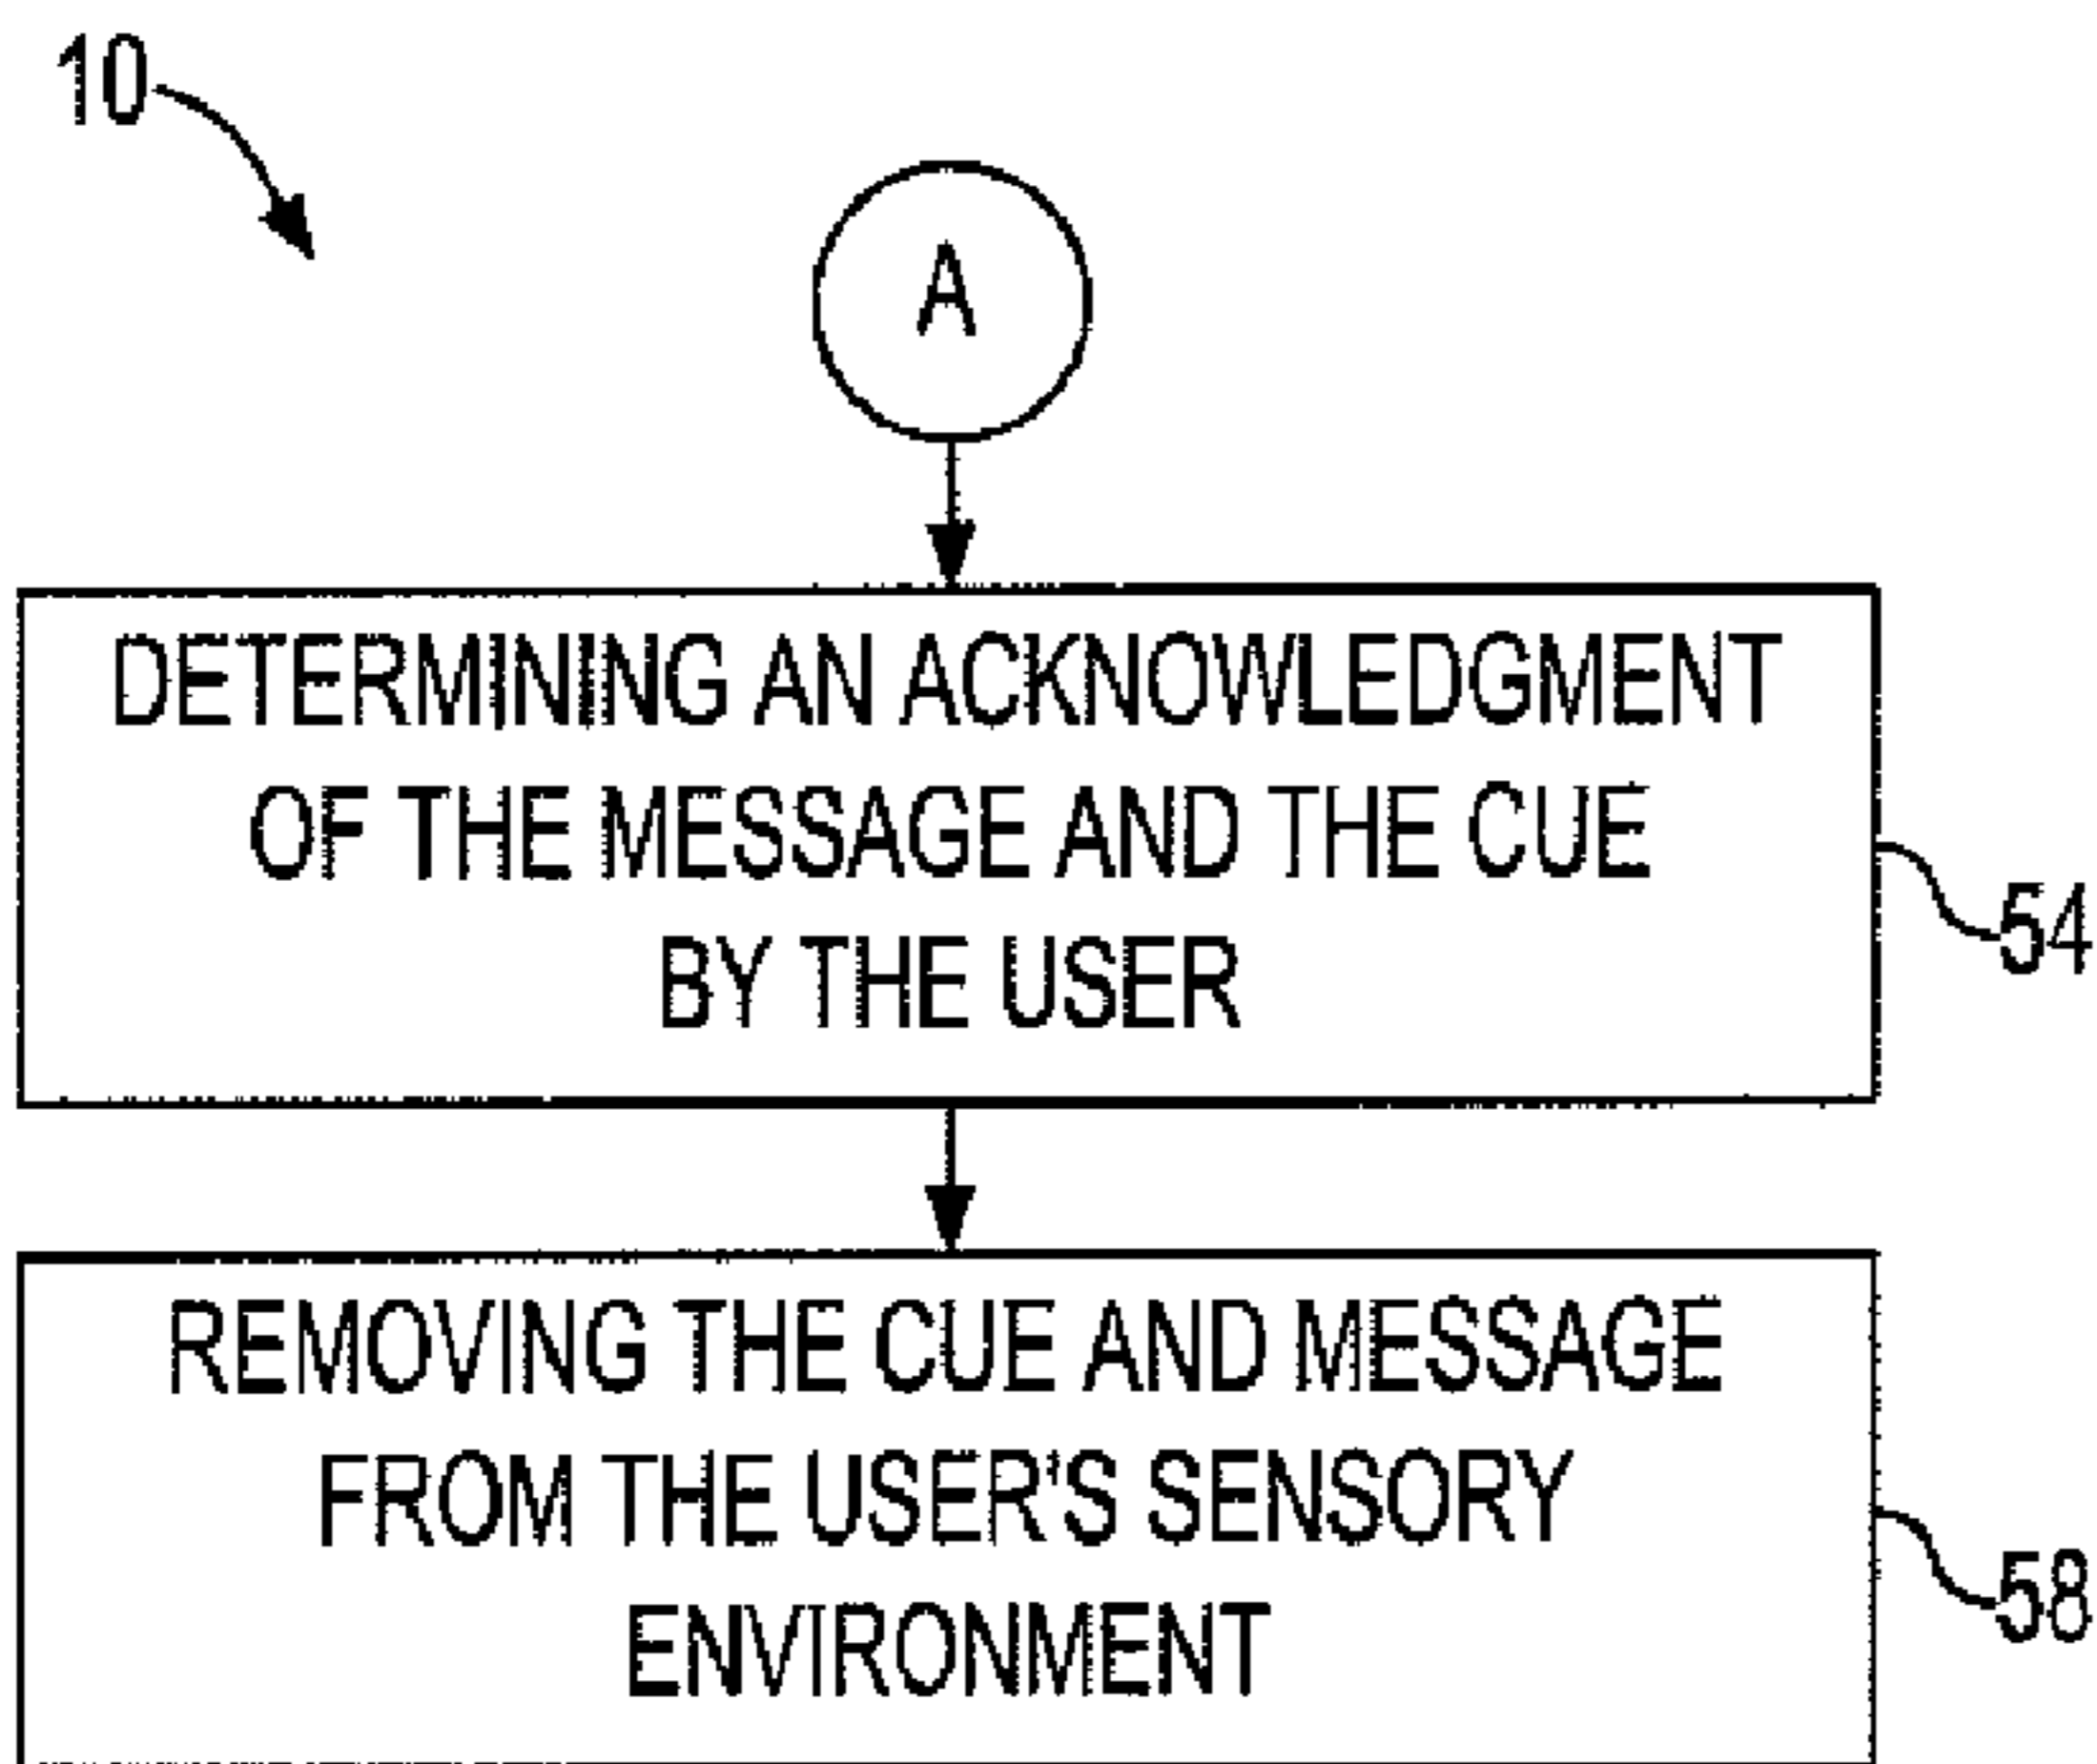 10
A
DETERMINING AN ACKNOWLEDGMENT
OF THE MESSAGE AND THE CUE
BY THE USER
54
REMOVING THE CUE AND MESSAGE
FROM THE USER'S SENSORY
ENVIRONMENT
58